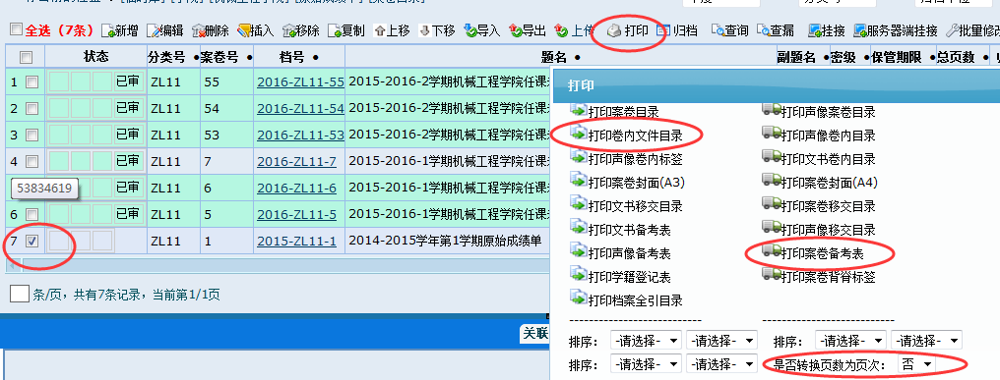 全选（7条） 新增 编辑 删除 插入 移除 复制 上移 下移 导入 导出 上传 打印 归档 查询 查漏 挂接 服务器端挂接 批量修改
状态 分类号 案卷号 档号 题名 副题名 密级 保管期限 总页数
1 已审 ZL11 55 2016-ZL11-55 2015-2016-2学期机械工程学院任课
2 已审 ZL11 54 2016-ZL11-54 2015-2016-2学期机械工程学院任课
3 已审 ZL11 53 2016-ZL11-53 2015-2016-2学期机械工程学院任课
4 已审 ZL11 7 2016-ZL11-7 2015-2016-1学期机械工程学院任课
53834619 已审 ZL11 6 2016-ZL11-6 2015-2016-1学期机械工程学院任课
6 已审 ZL11 5 2016-ZL11-5 2015-2016-1学期机械工程学院任课
7 ZL11 1 2015-ZL11-1 2014-2015学年第1学期原始成绩单
条/页，共有7条记录，当前第1/1页
关联
打印
打印案卷目录 打印声像案卷目录
打印卷内文件目录 打印声像卷内目录
打印声像卷内标签 打印文书卷内目录
打印案卷封面(A3) 打印案卷封面(A4)
打印文书移交目录 打印案卷移交目录
打印文书备考表 打印声像移交目录
打印声像备考表 打印案卷备考表
打印学籍登记表 打印案卷背脊标签
打印档案全引目录
排序： -请选择- -请选择- 排序： -请选择- -请选择-
排序： -请选择- -请选择- 是否转换页数为页次： 否